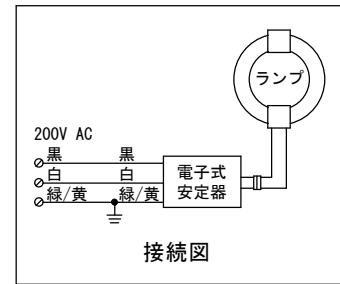 ランプ
200V AC
黒 黒
白 白
緑/黄 緑/黄
電子式
安定器
接続図